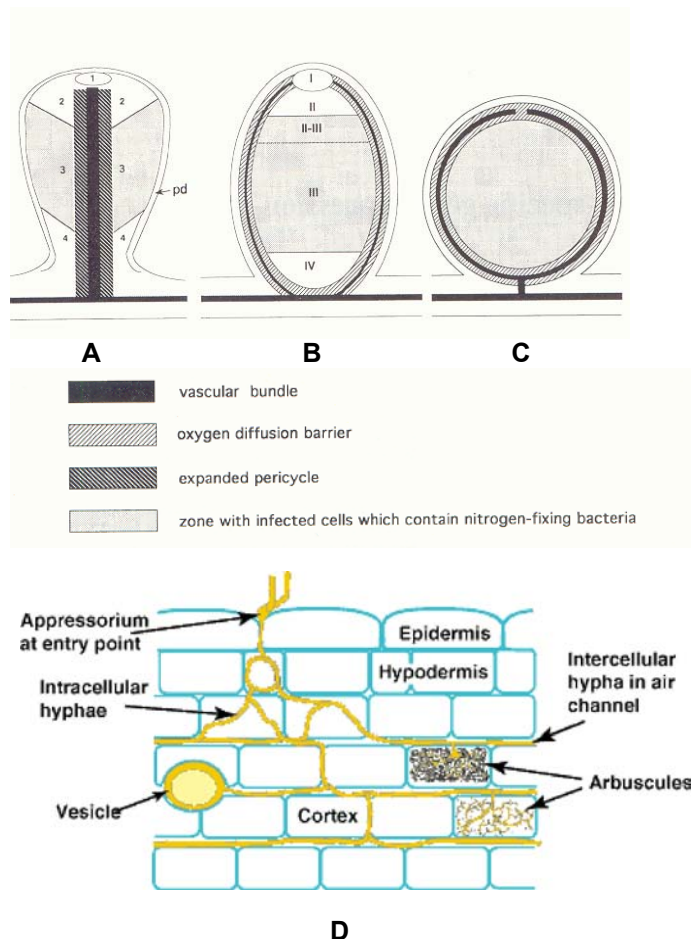 1
2 2
3 3
4 4
pd
I
II
II-III
III
IV
A B C
vascular bundle
oxygen diffusion barrier
expanded pericycle
zone with infected cells which contain nitrogen-fixing bacteria
Appressorium
at entry point
Epidermis
Hypodermis
Intercellular
hypha in air
channel
Intracellular
hyphae
Arbuscules
Vesicle
Cortex
D